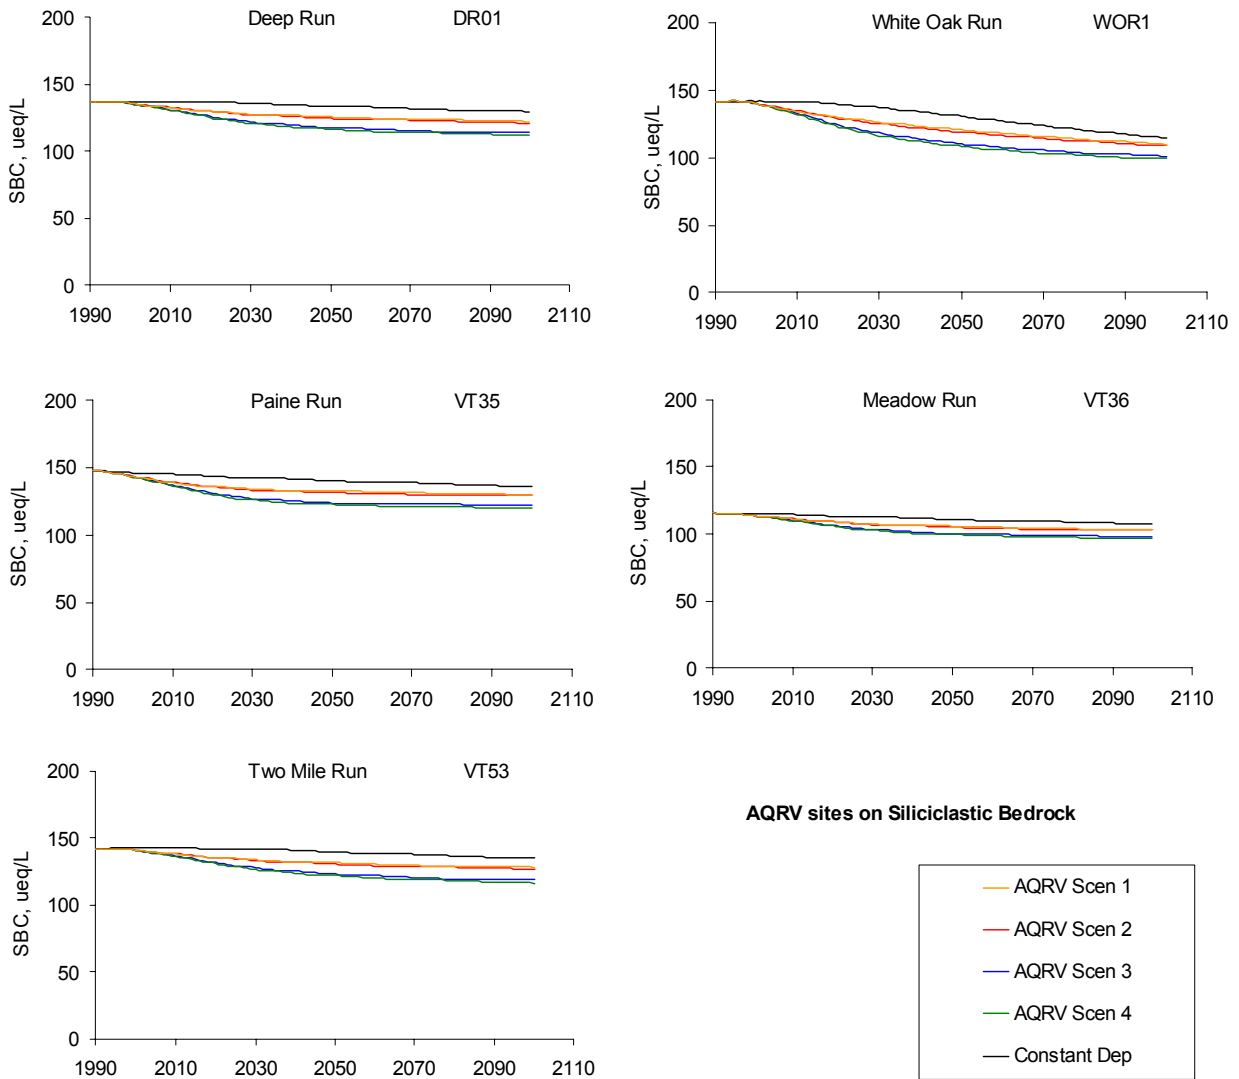 Deep Run DR01
200
150
100
50
0
SBC, ueq/L
1990 2010 2030 2050 2070 2090 2110
White Oak Run WOR1
200
150
100
50
0
SBC, ueq/L
1990 2010 2030 2050 2070 2090 2110
Paine Run VT35
200
150
100
50
0
SBC, ueq/L
1990 2010 2030 2050 2070 2090 2110
Meadow Run VT36
200
150
100
50
0
SBC, ueq/L
1990 2010 2030 2050 2070 2090 2110
Two Mile Run VT53
200
150
100
50
0
SBC, ueq/L
1990 2010 2030 2050 2070 2090 2110
AQRV sites on Siliciclastic Bedrock
AQRV Scen 1
AQRV Scen 2
AQRV Scen 3
AQRV Scen 4
Constant Dep